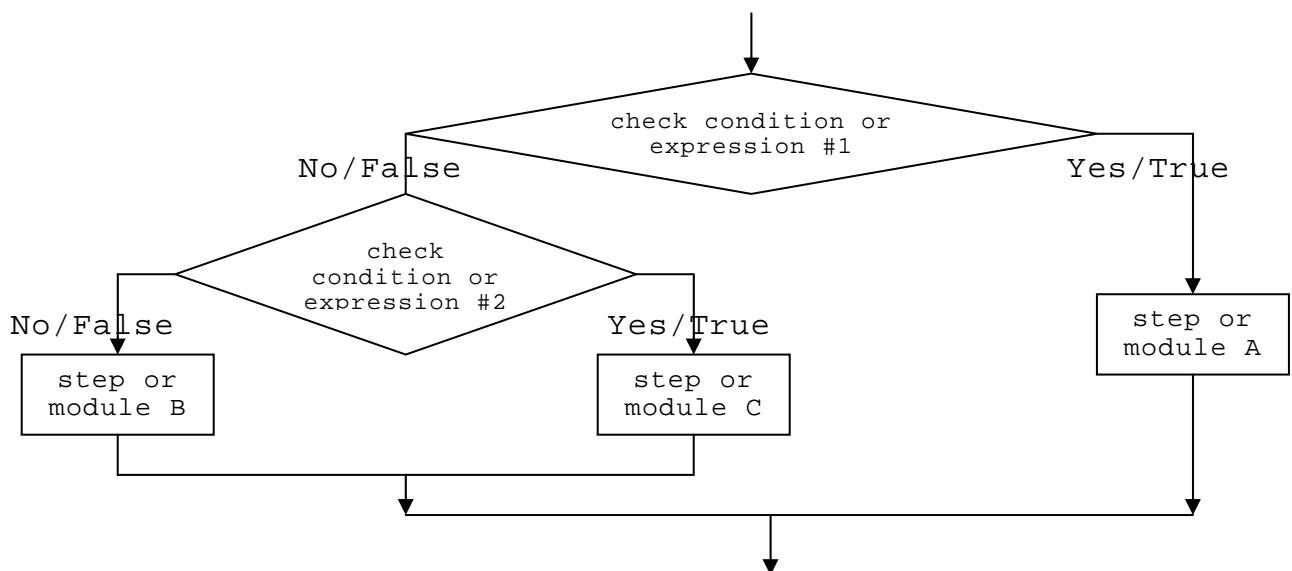 check condition or
expression #1
No/False
Yes/True
check
condition or
expression #2
No/False
Yes/True
step or
module A
step or
module B
step or
module C